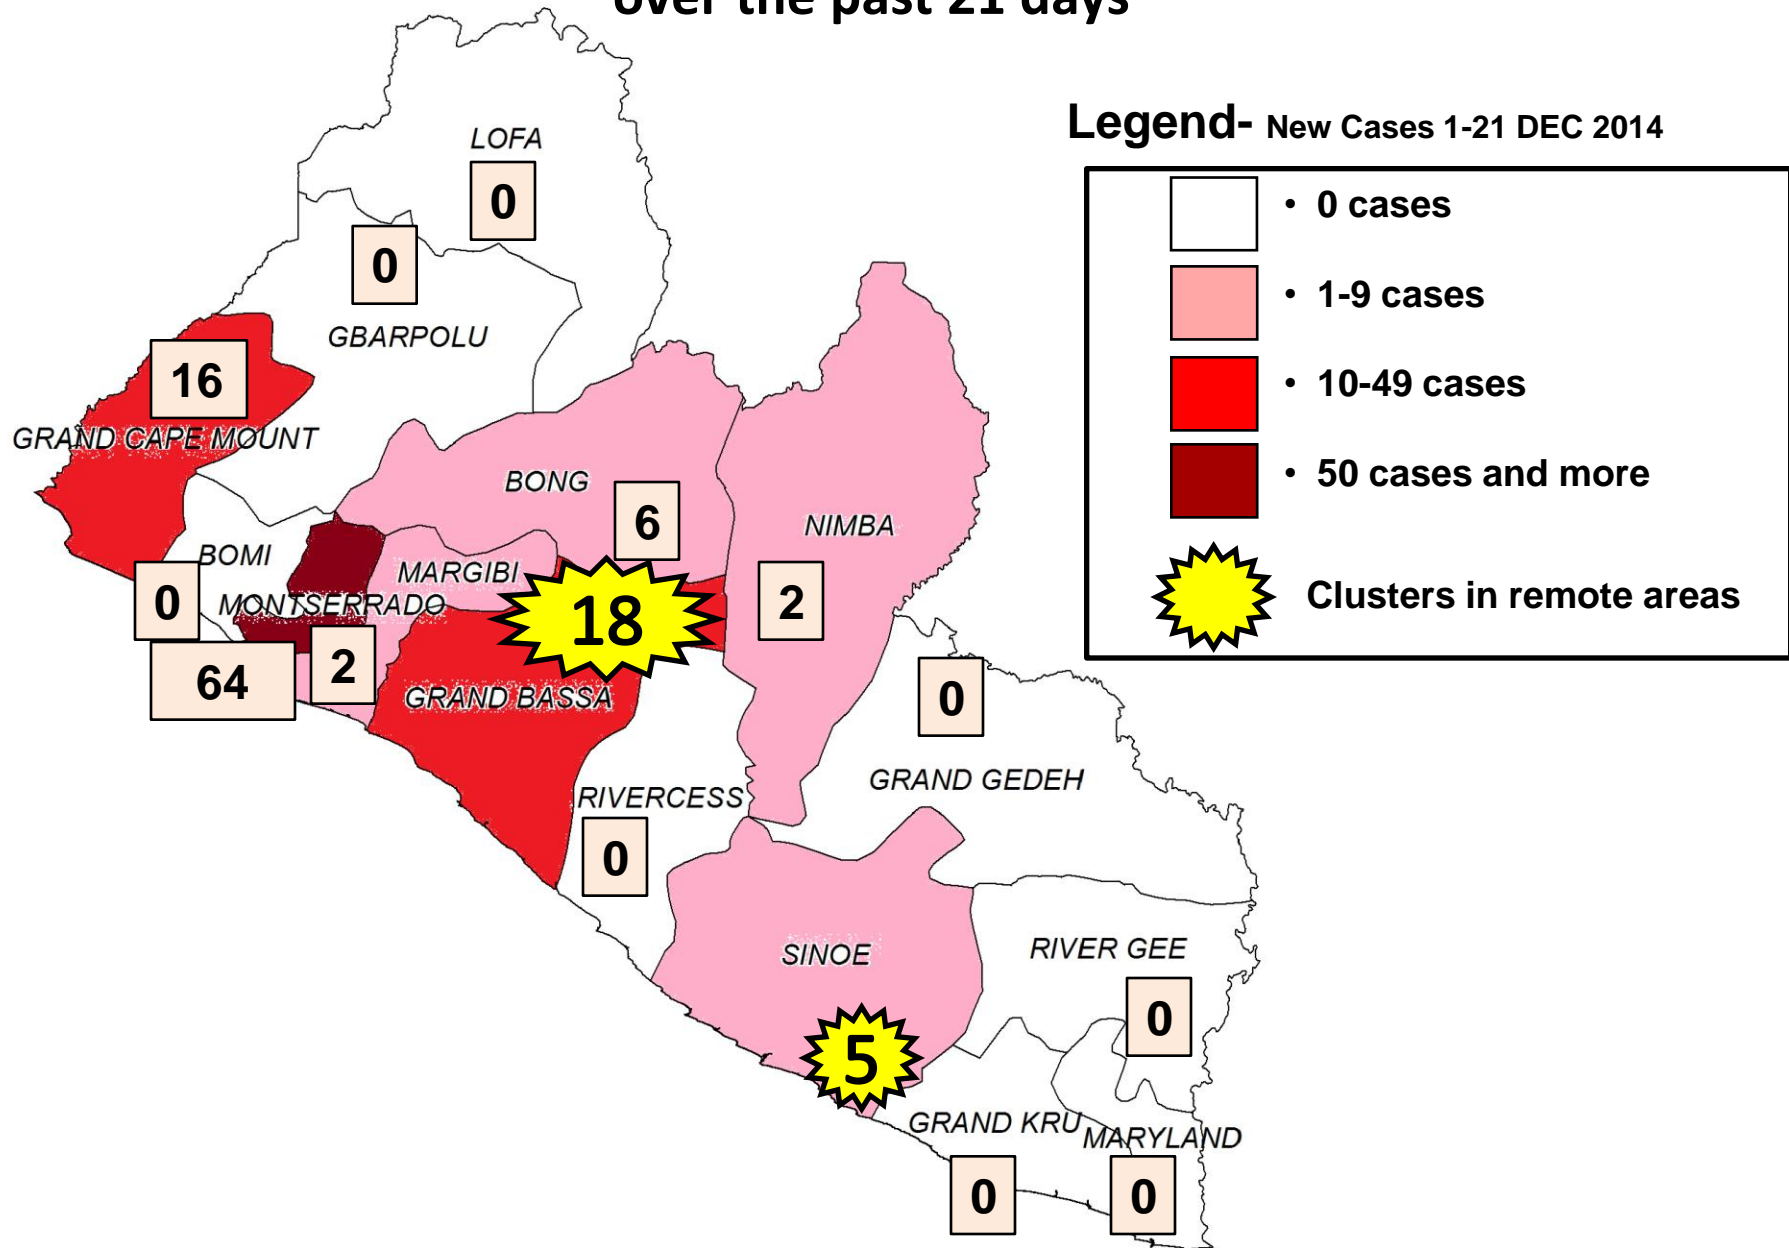 over the past 21 days
Legend- New Cases 1-21 DEC 2014
• 0 cases
• 1-9 cases
• 10-49 cases
• 50 cases and more
Clusters in remote areas
LOFA
0
0
GBARPOLU
16
GRAND CAPE MOUNT
BONG
6
NIMBA
2
BOMI
0
MARGIBI
MONTSERRADO
18
64
2
GRAND BASSA
0
GRAND GEDEH
RIVERCESS
0
SINOE
5
RIVER GEE
0
GRAND KRU
0
MARYLAND
0